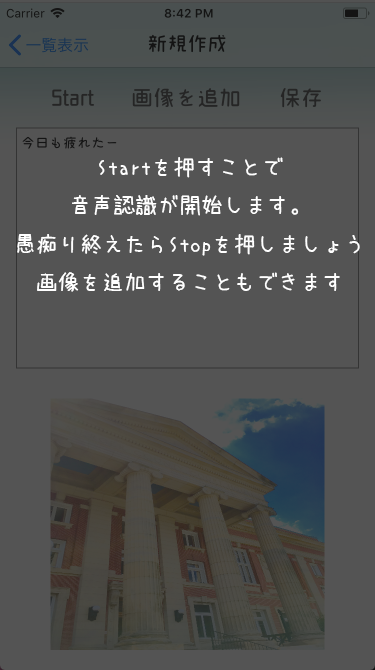 Carrier 8:42 PM
一覧表示 新規作成
Start 画像を追加 保存
今日も疲れたー
Startを押すことで
音声認識が開始します。
愚痴り終えたらStopを押しましょう
画像を追加することもできます